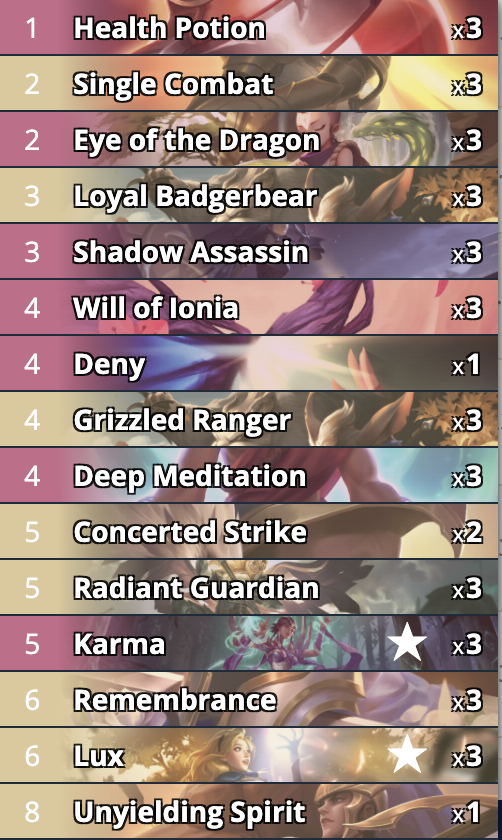 1 Health Potion x3
2 Single Combat x3
2 Eye of the Dragon x3
3 Loyal Badgerbear x3
3 Shadow Assassin x3
4 Will of Ionia x3
4 Deny x1
4 Grizzled Ranger x3
4 Deep Meditation x3
5 Concerted Strike x2
5 Radiant Guardian x3
5 Karma x3
6 Remembrance x3
6 Lux x3
8 Unyielding Spirit x1